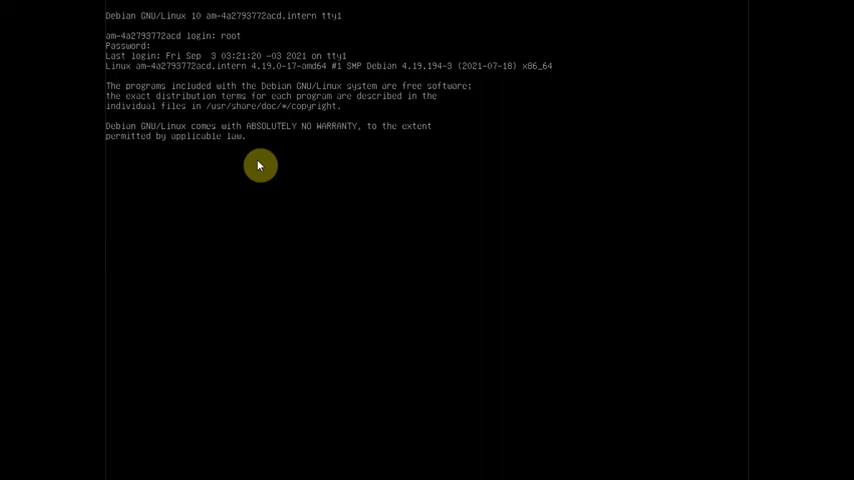 Debian GNU/Linux 10 am-4a2793772acd.intern tty1
am-4a2793772acd login: root
Password:
Last login: Fri Sep  3 03:21:20 -03 2021 on tty1
Linux am-4a2793772acd.intern 4.19.0-17-amd64 #1 SMP Debian 4.19.194-3 (2021-07-18) x86_64
The programs included with the Debian GNU/Linux system are free software;
the exact distribution terms for each program are described in the
individual files in /usr/share/doc/*/copyright.
Debian GNU/Linux comes with ABSOLUTELY NO WARRANTY, to the extent
permitted by applicable law.